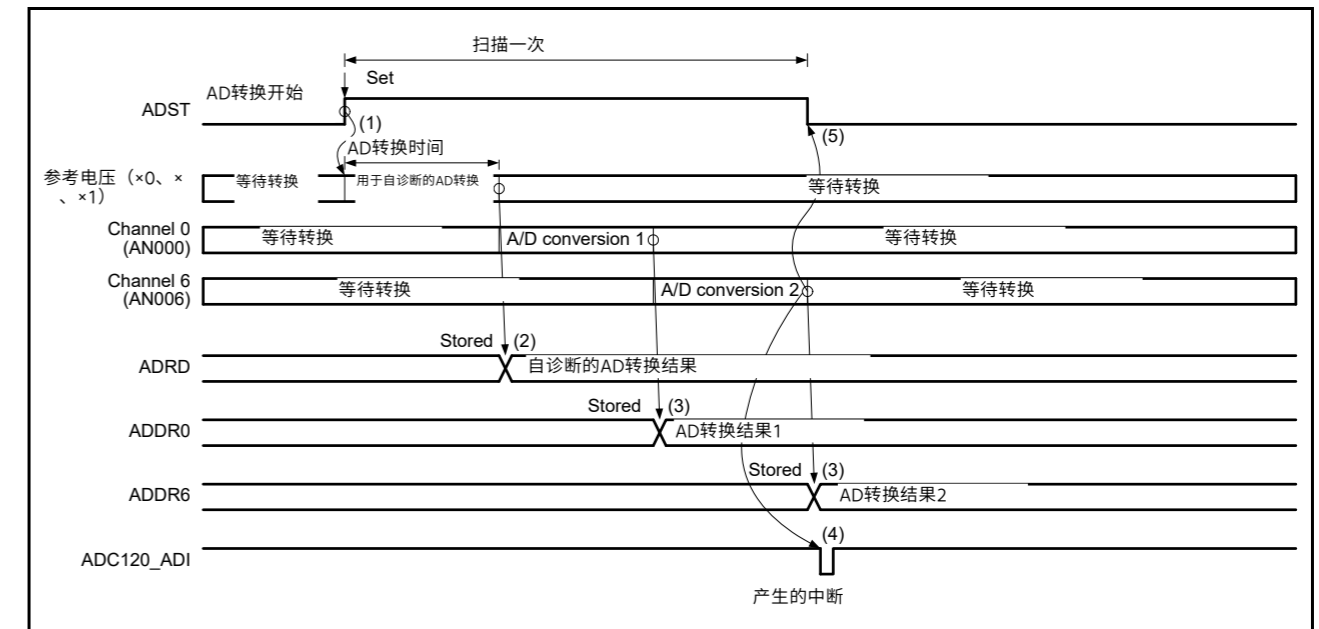 扫描一次
Set
AD转换开始
ADST
(1)
(5)
AD转换时间
参考电压（×0、×
、×1）
等待转换
用于自诊断的AD转换
等待转换
Channel 0
(AN000)
等待转换
A/D conversion 1
等待转换
Channel 6
(AN006)
等待转换
A/D conversion 2
等待转换
Stored
(2)
ADRD
自诊断的AD转换结果
Stored
(3)
ADDR0
AD转换结果1
Stored
(3)
ADDR6
AD转换结果2
(4)
ADC120_ADI
产生的中断